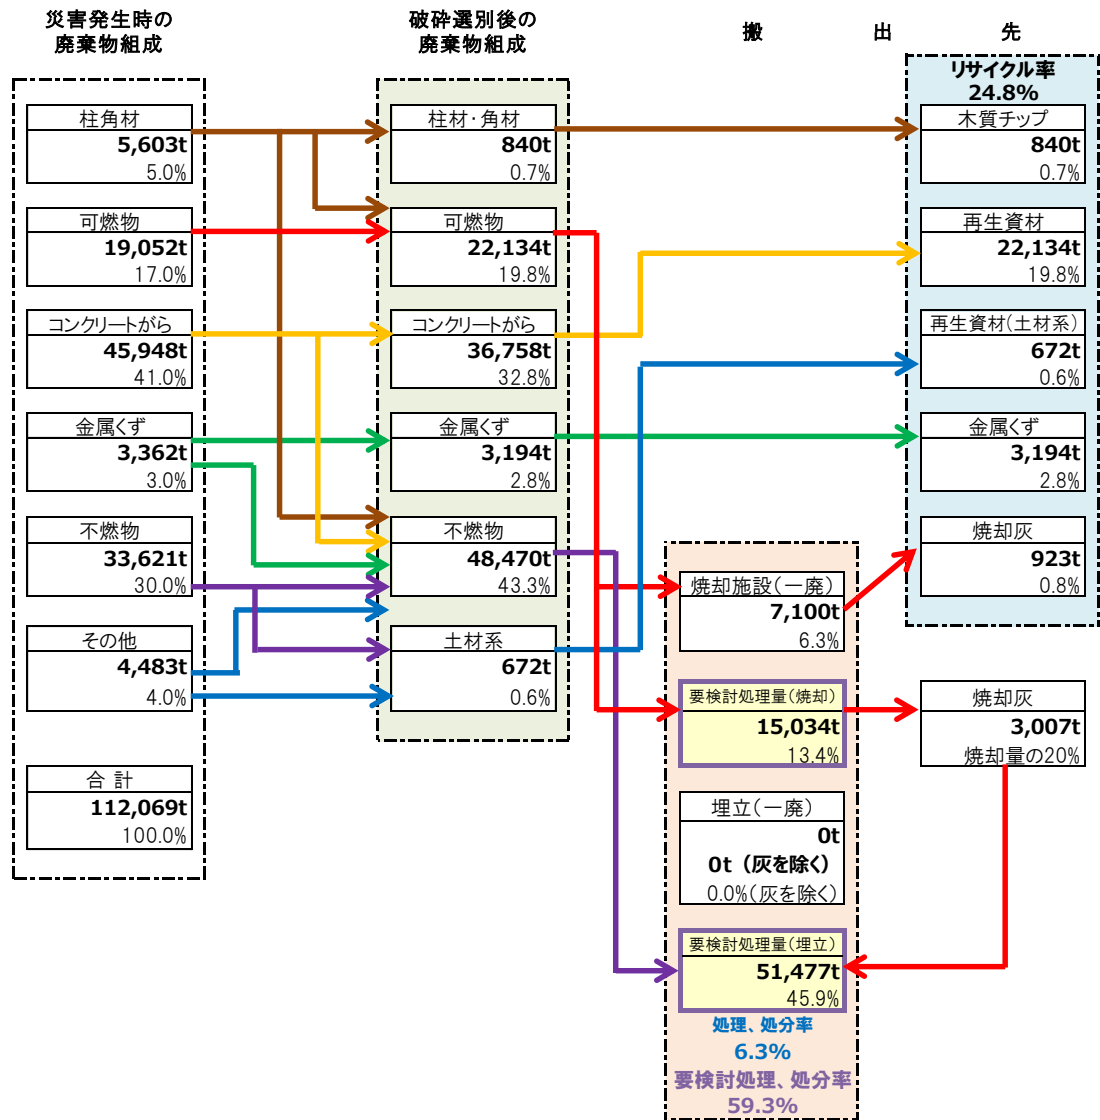 災害発生時の
廃棄物組成
破砕選別後の
廃棄物組成
搬 出 先
柱角材
5,603t
5.0%
可燃物
19,052t
17.0%
コンクリートがら
45,948t
41.0%
金属くず
3,362t
3.0%
不燃物
33,621t
30.0%
その他
4,483t
4.0%
合 計
112,069t
100.0%
柱材・角材
840t
0.7%
可燃物
22,134t
19.8%
コンクリートがら
36,758t
32.8%
金属くず
3,194t
2.8%
不燃物
48,470t
43.3%
土材系
672t
0.6%
焼却施設(一廃)
7,100t
6.3%
要検討処理量(焼却)
15,034t
13.4%
埋立(一廃)
0t
0t (灰を除く)
0.0%(灰を除く)
要検討処理量(埋立)
51,477t
45.9%
処理、処分率
6.3%
要検討処理、処分率
59.3%
リサイクル率
24.8%
木質チップ
840t
0.7%
再生資材
22,134t
19.8%
再生資材(土材系)
672t
0.6%
金属くず
3,194t
2.8%
焼却灰
923t
0.8%
焼却灰
3,007t
焼却量の20%